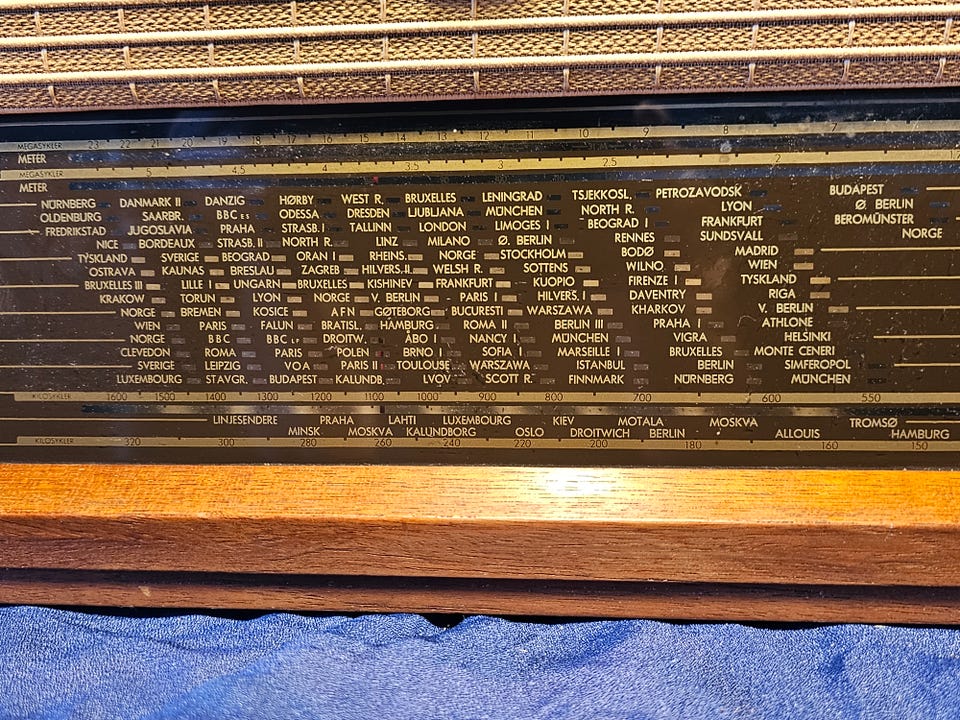 MEGASYKLER 23 22 21 20 19 18 17 16 15 14 13 12 11 10 9 8 7
METER
MEGASYKLER 5 4.5 4 3.5 3 2.5 2
METER
NÜRNBERG DANMARK II DANZIG HØRBY WEST R. BRUXELLES LENINGRAD TSJEKKOSL. PETROZAVODSK BUDAPEST
OLDENBURG SAARBR. BBC ES ODESSA DRESDEN LJUBLJANA MÜNCHEN NORTH R. LYON Ø. BERLIN
FREDRIKSTAD JUGOSLAVIA PRAHA STRASB. I TALLINN LONDON LIMOGES I BEOGRAD I FRANKFURT BEROMÜNSTER
NICE BORDEAUX STRASB. II NORTH R. LINZ MILANO Ø. BERLIN RENNES SUNDSVALL NORGE
TYSKLAND SVERIGE BEOGRAD ORAN I RHEINS. NORGE STOCKHOLM BODØ MADRID
OSTRAVA KAUNAS BRESLAU ZAGREB HILVERS. II WELSH R. SOTTENS WILNO WIEN
BRUXELLES III LILLE I UNGARN BRUXELLES KISHINEV FRANKFURT KUOPIO FIRENZE I TYSKLAND
KRAKOW TORUN LYON NORGE V. BERLIN PARIS I HILVERS. I DAVENTRY RIGA
NORGE BREMEN KOSICE AFN GØTEBORG BUCURESTI WARSZAWA KHARKOV V. BERLIN
WIEN PARIS FALUN BRATISL. HAMBURG ROMA II BERLIN III PRAHA I ATHLONE
NORGE BBC BBC LP DROITW. ÅBO I NANCY I MÜNCHEN VIGRA HELSINKI
CLEVEDON ROMA PARIS POLEN BRNO I SOFIA I MARSEILLE I BRUXELLES MONTE CENERI
SVERIGE LEIPZIG VOA PARIS II TOULOUSE WARSZAWA ISTANBUL BERLIN SIMFEROPOL
LUXEMBOURG STAVGR. BUDAPEST KALUNDB. LVOV SCOTT R. FINNMARK NÜRNBERG MÜNCHEN
KILOSYKLER 1600 1500 1400 1300 1200 1100 1000 900 800 700 600 550
LINJESENDERE PRAHA LAHTI LUXEMBOURG KIEV MOTALA MOSKVA TROMSØ
MINSK MOSKVA KALUNDBORG OSLO DROITWICH BERLIN ALLOUIS HAMBURG
KILOSYKLER 320 300 280 260 240 220 200 180 160 150